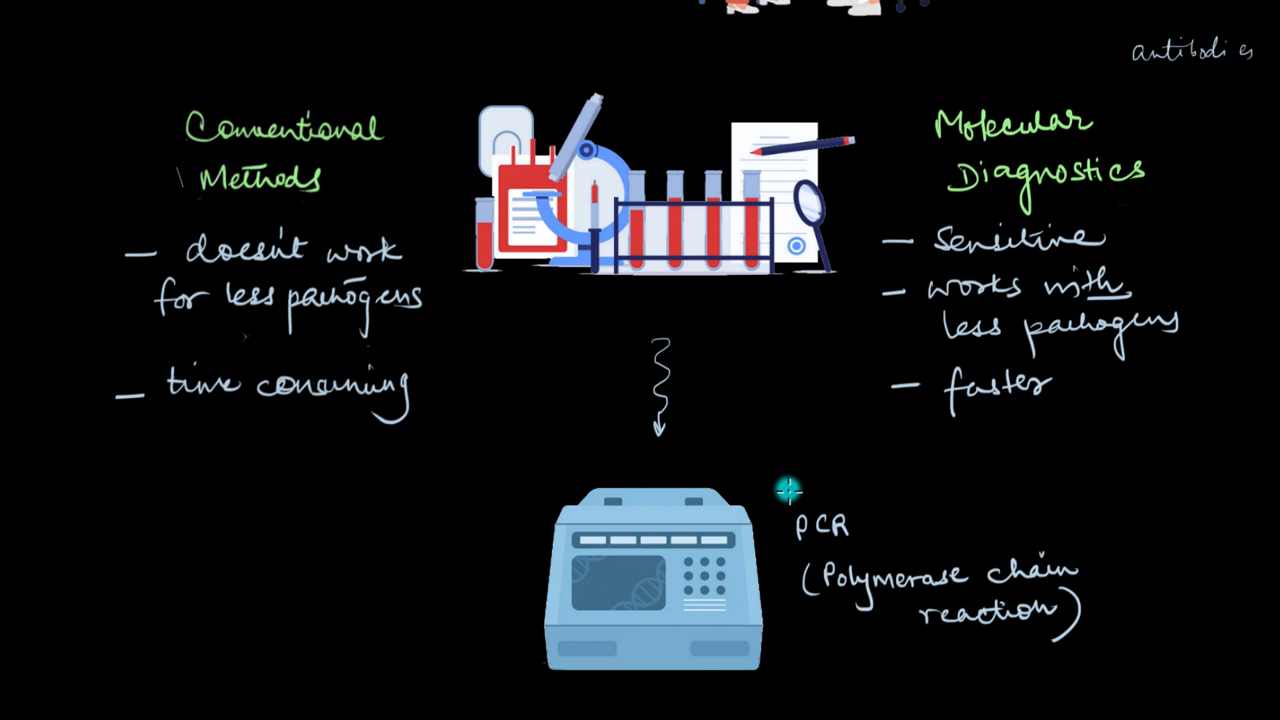 antibodies
Conventional
Methods
- doesn't work
for less pathogens
- time consuming
Molecular
Diagnostics
- Sensitive
- works with
less pathogens
- faster
PCR
(Polymerase chain
reaction)